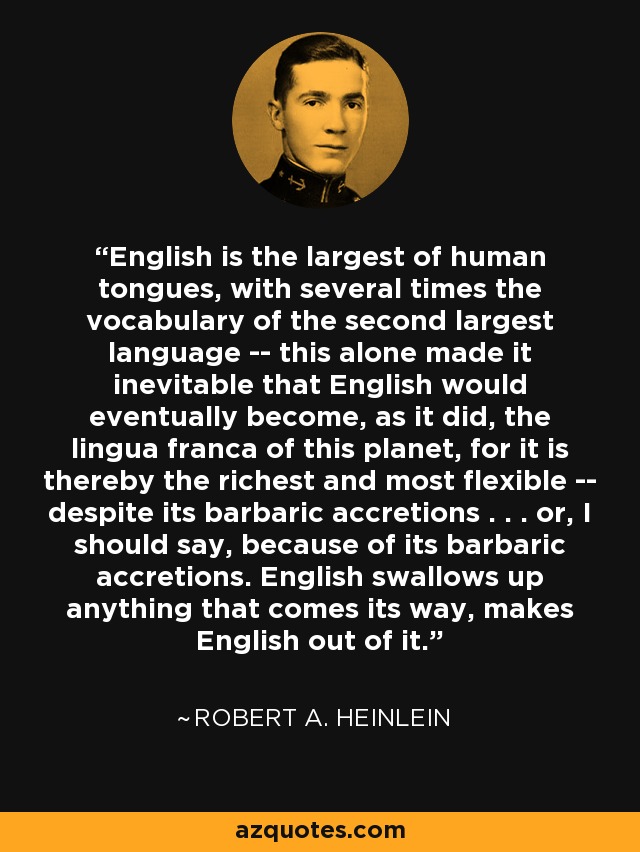 “English is the largest of human
tongues, with several times the
vocabulary of the second largest
language -- this alone made it
inevitable that English would
eventually become, as it did, the
lingua franca of this planet, for it is
thereby the richest and most flexible --
despite its barbaric accretions . . . or, I
should say, because of its barbaric
accretions. English swallows up
anything that comes its way, makes
English out of it.”
~ROBERT A. HEINLEIN
azquotes.com